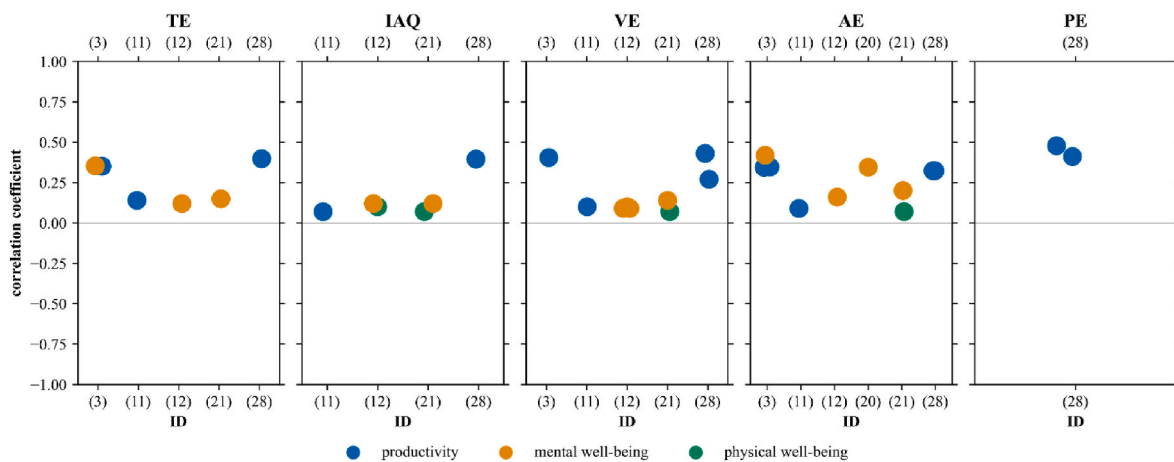 TE IAQ VE AE PE
(3) (11) (12) (21) (28) (11) (12) (21) (28) (3) (11) (12) (21) (28) (3) (11) (12) (20) (21) (28) (28)
1.00
0.75
0.50
0.25
0.00
−0.25
−0.50
−0.75
−1.00
correlation coefficient
(3) (11) (12) (21) (28) (11) (12) (21) (28) (3) (11) (12) (21) (28) (3) (11) (12) (20) (21) (28) (28)
ID ID ID ID ID
productivity mental well-being physical well-being